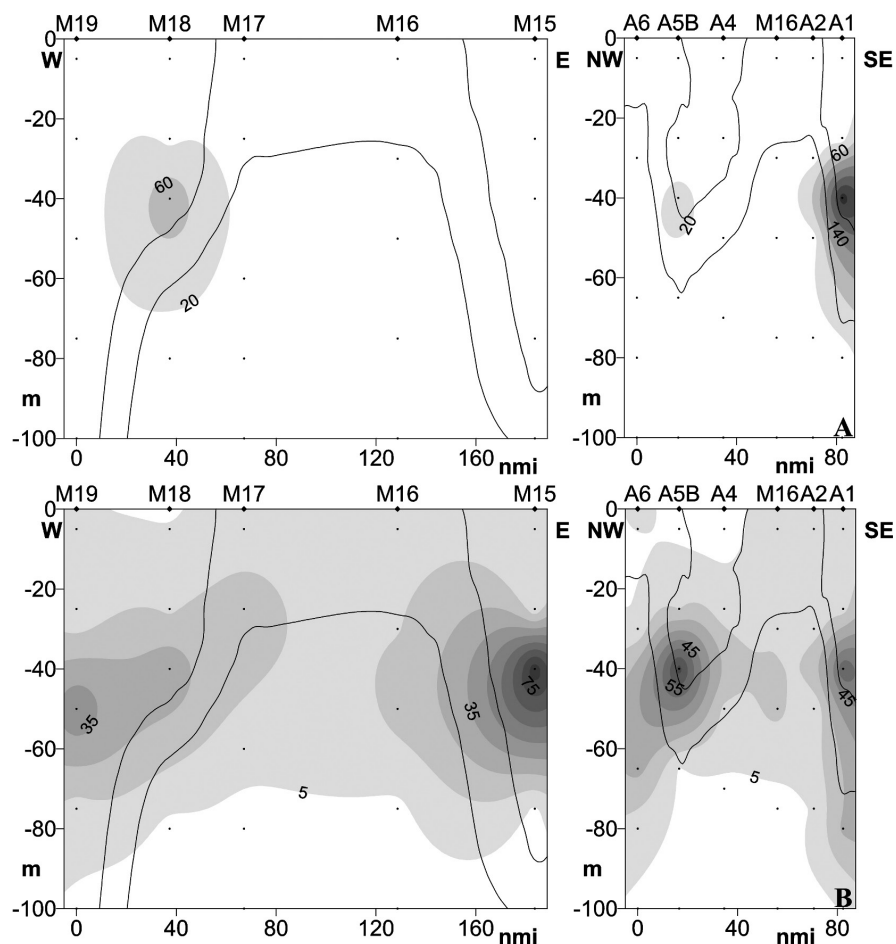 M19 M18 M17 M16 M15
A6 A5B A4 M16 A2 A1
0 W E 0 NW SE
-20 -20
-40 -40
-60 -60
-80 -80
m m
-100 -100
60
20
20
60
140
A
0 40 80 120 160 nmi
0 40 80 nmi
M19 M18 M17 M16 M15
A6 A5B A4 M16 A2 A1
0 W E 0 NW SE
-20 -20
-40 -40
-60 -60
-80 -80
m m
-100 -100
35
5
35
75
45
55
5
45
B
0 40 80 120 160 nmi
0 40 80 nmi